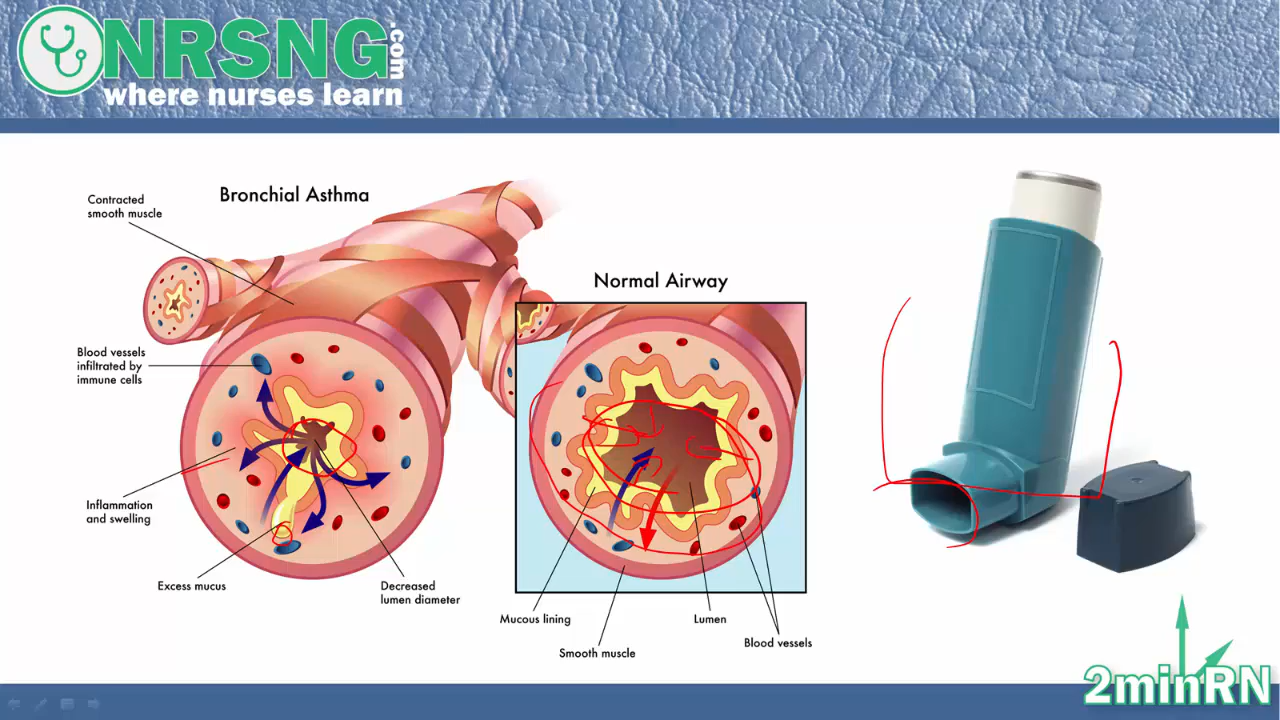 NRSNG
.com
where nurses learn
Bronchial Asthma
Contracted
smooth muscle
Normal Airway
Blood vessels
infiltrated by
immune cells
Inflammation
and swelling
Excess mucus
Decreased
lumen diameter
Mucous lining
Lumen
Smooth muscle
Blood vessels
2minRN